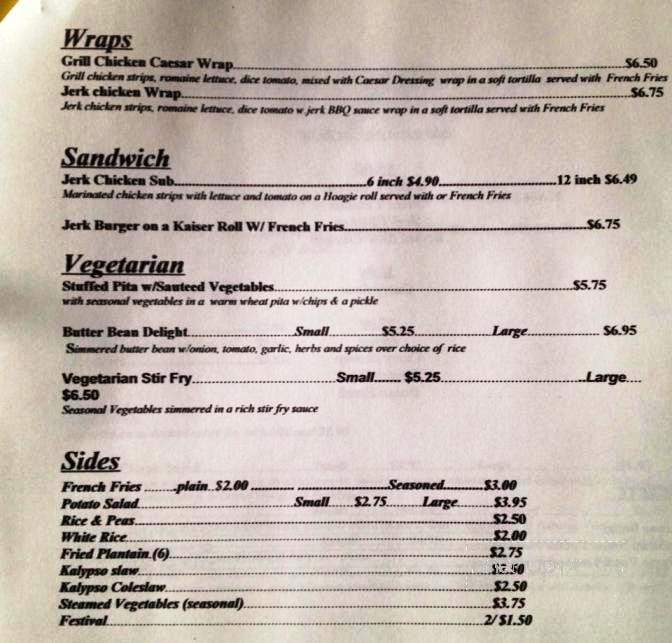 Wraps
Grill Chicken Caesar Wrap..........$6.50
Grill chicken strips, romaine lettuce, dice tomato, mixed with Caesar Dressing wrap in a soft tortilla served with French Fries
Jerk chicken Wrap..........$6.75
Jerk chicken strips, romaine lettuce, dice tomato w.jerk BBQ sauce wrap in a soft tortilla served with French Fries
Sandwich
Jerk Chicken Sub..........6 inch $4.90..........12 inch $6.49
Marinated chicken strips with lettuce and tomato on a Hoagie roll served with or French Fries
Jerk Burger on a Kaiser Roll W/ French Fries..........$6.75
Vegetarian
Stuffed Pita w/Sauteed Vegetables..........$5.75
with seasonal vegetables in a warm wheat pita w/chips & a pickle
Butter Bean Delight..........Small..........$5.25..........Large.......... $6.95
Simmered butter bean w/onion, tomato, garlic, herbs and spices over choice of rice
Vegetarian Stir Fry..........Small....... $5.25..........Large....
$6.50
Seasonal Vegetables simmered in a rich stir fry sauce
Sides
French Fries ........plain..$2.00 ..........Seasoned..........$3.00
Potato Salad..........Small.......$2.75.........Large.........$3.95
Rice & Peas..........$2.50
White Rice..........$2.00
Fried Plantain.(6)..........$2.75
Kalypso slaw..........
Kalypso Coleslaw..........$2.50
Steamed Vegetables (seasonal)..........$3.75
Festival..........2/ $1.50